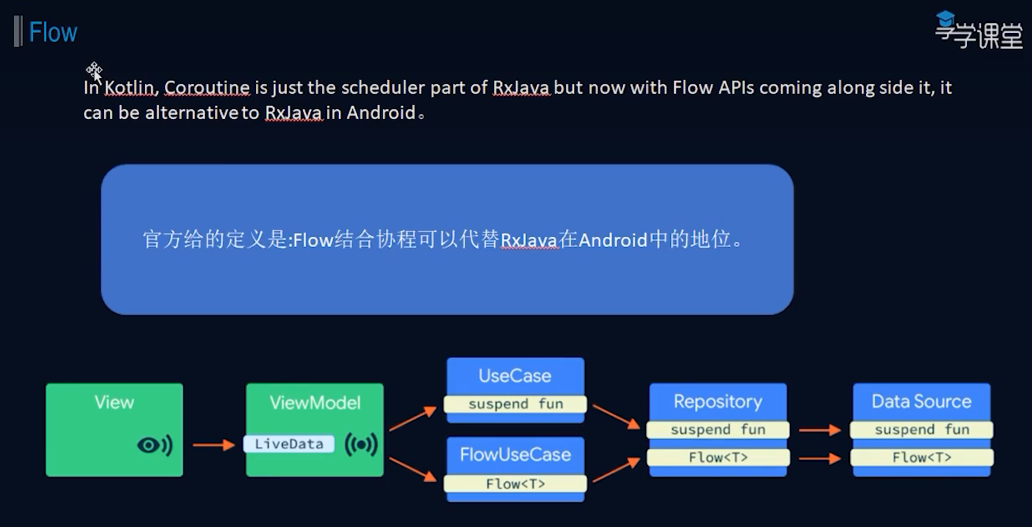 Flow
享学课堂
In Kotlin, Coroutine is just the scheduler part of RxJava but now with Flow APIs coming along side it, it
can be alternative to RxJava in Android。
官方给的定义是:Flow结合协程可以代替RxJava在Android中的地位。
View
ViewModel
LiveData
UseCase
suspend fun
FlowUseCase
Flow<T>
Repository
suspend fun
Flow<T>
Data Source
suspend fun
Flow<T>